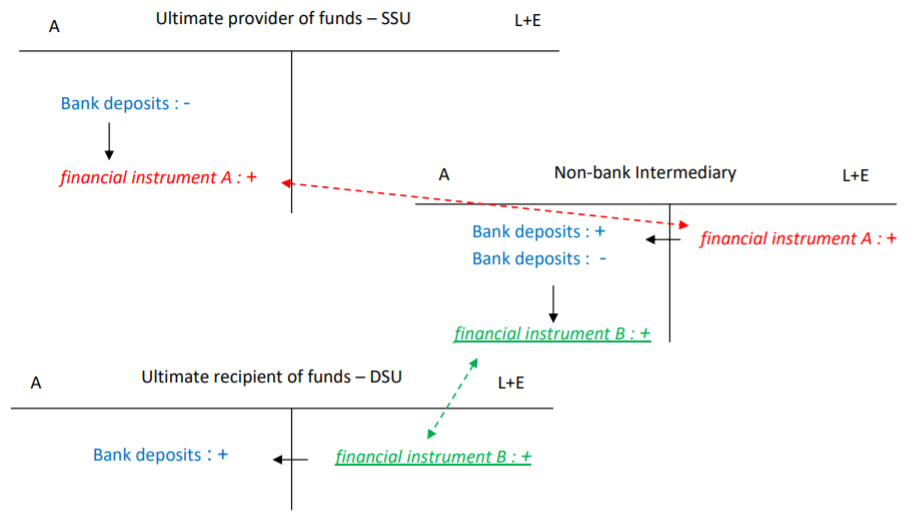 A Ultimate provider of funds – SSU L+E
Bank deposits : -
financial instrument A : +
A Non-bank Intermediary L+E
Bank deposits : + financial instrument A : +
Bank deposits : -
financial instrument B : +
A Ultimate recipient of funds – DSU L+E
Bank deposits : + financial instrument B : +